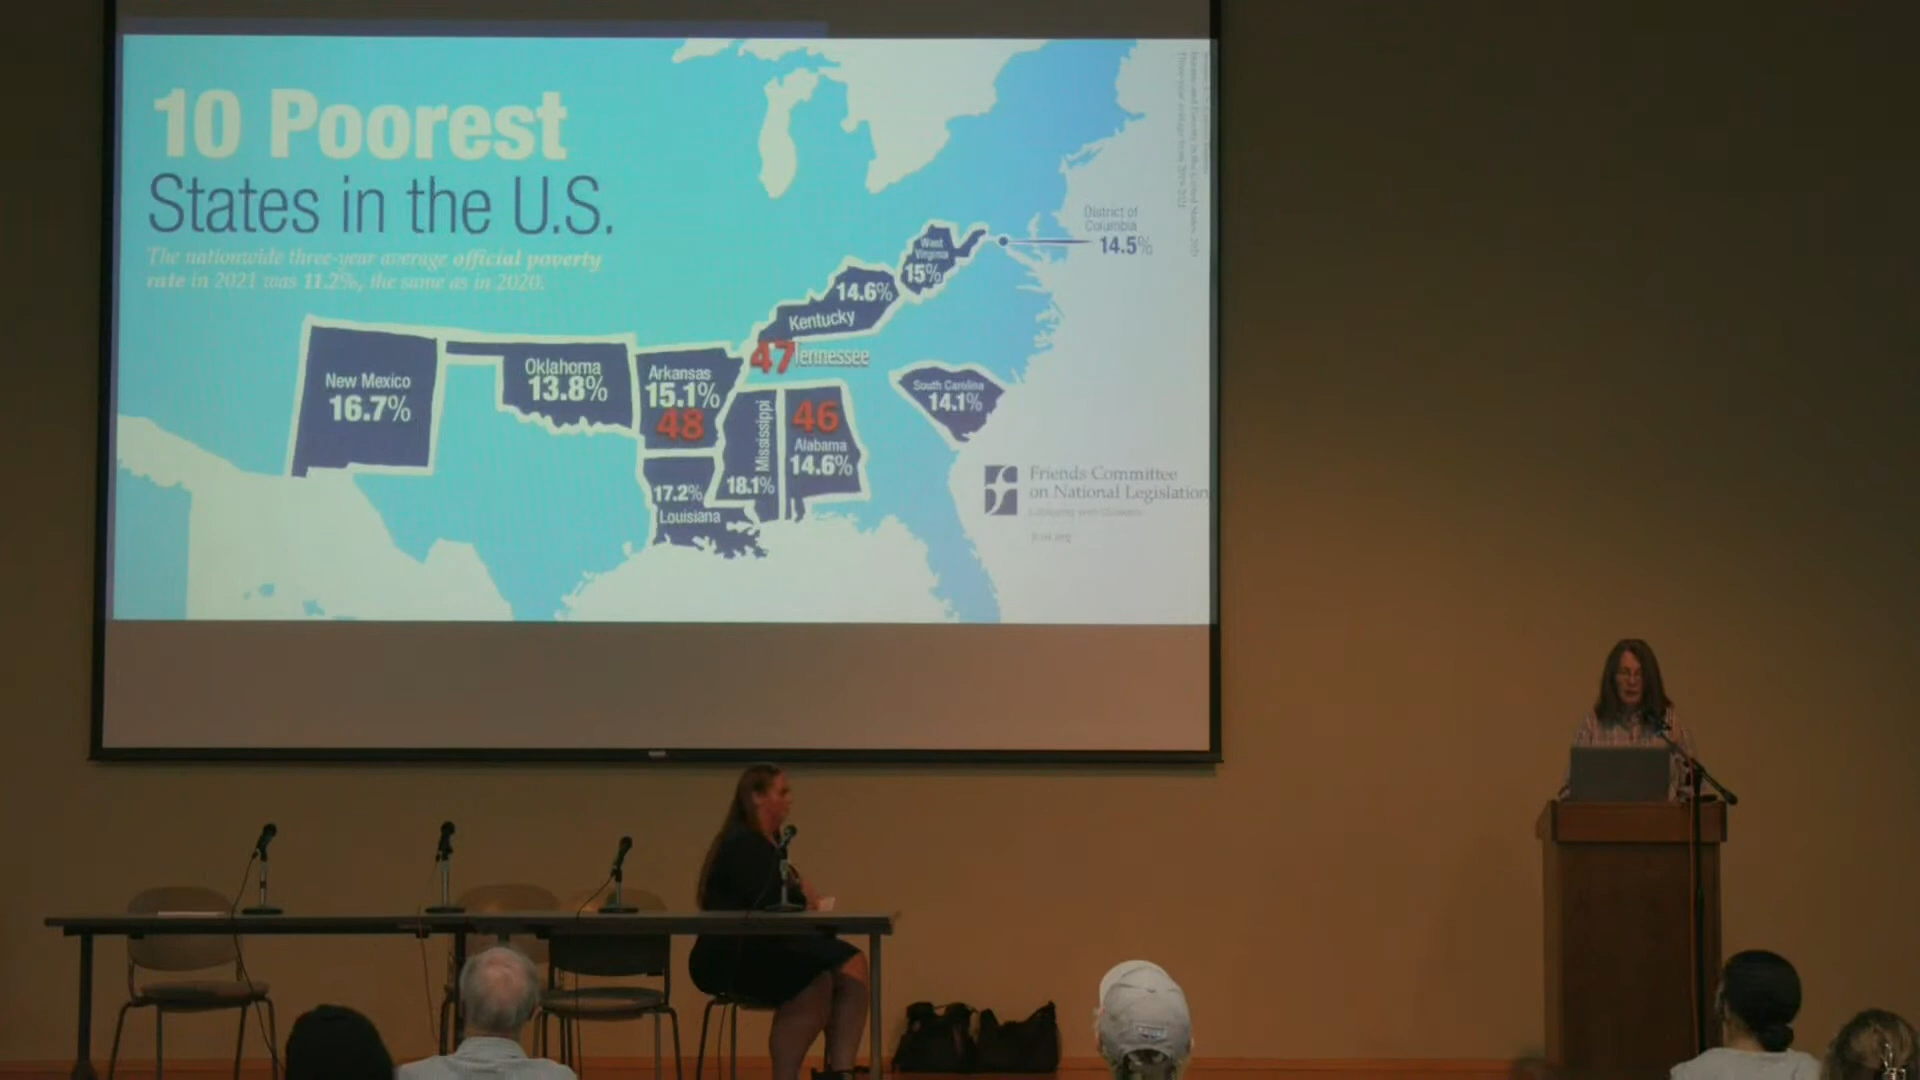 10 Poorest
States in the U.S.
The nationwide three-year average official poverty
rate in 2021 was 11.2%, the same as in 2020.
District of
Columbia
14.5%
West
Virginia
15%
14.6%
Kentucky
47 Tennessee
New Mexico
16.7%
Oklahoma
13.8%
Arkansas
15.1%
48
South Carolina
14.1%
Mississippi
18.1%
46
Alabama
14.6%
17.2%
Louisiana
Friends Committee
on National Legislation